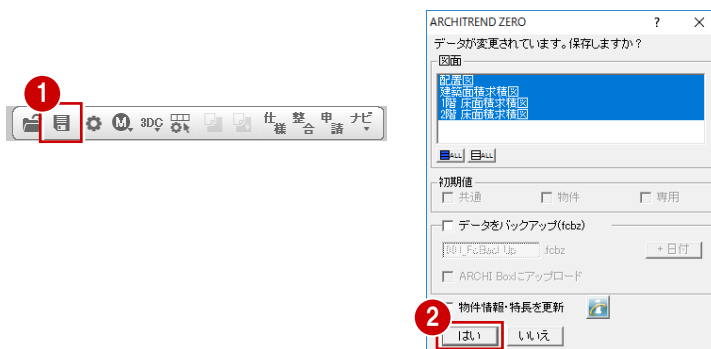 1
M
3DC
仕様
整合
申請
ナビ
ARCHITREND ZERO
?
データが変更されています。保存しますか?
図面
配置図
建築面積求積図
1階 床面積求積図
2階 床面積求積図
ALL
ALL
初期値
共通
物件
専用
データをバックアップ(fcbz)
.fcbz
+日付
ARCHI Boxにアップロード
物件情報・特長を更新
2
はい
いいえ